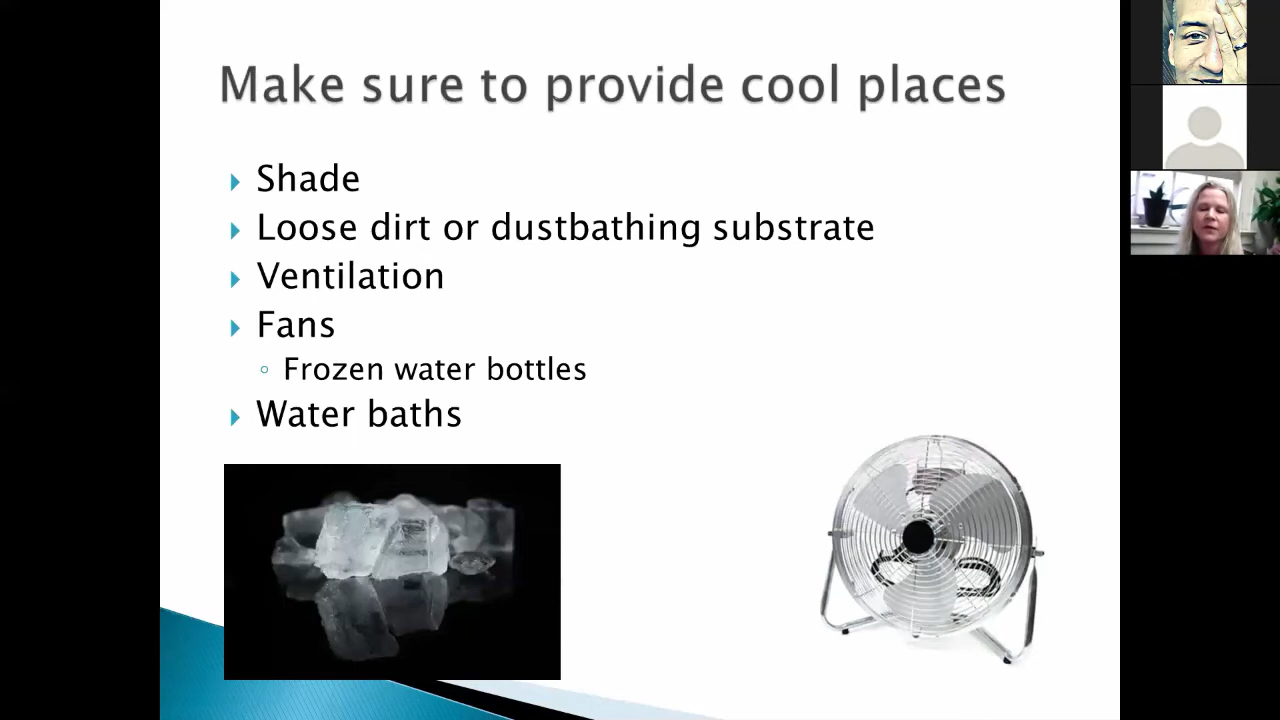 Make sure to provide cool places
Shade
Loose dirt or dustbathing substrate
Ventilation
Fans
Frozen water bottles
Water baths